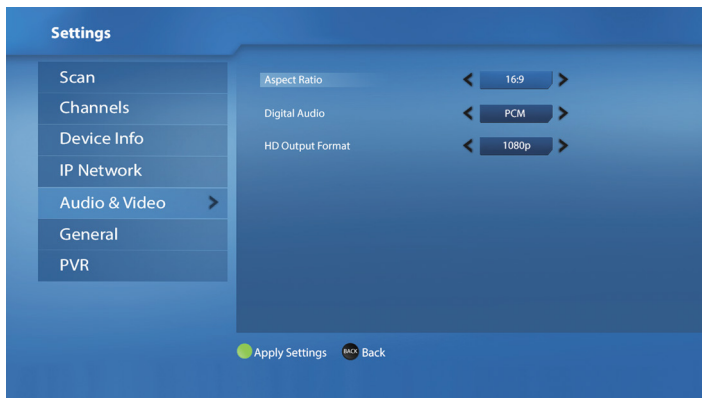 Settings
Scan
Channels
Device Info
IP Network
Audio & Video
General
PVR
Aspect Ratio 16:9
Digital Audio PCM
HD Output Format 1080p
Apply Settings BACK Back